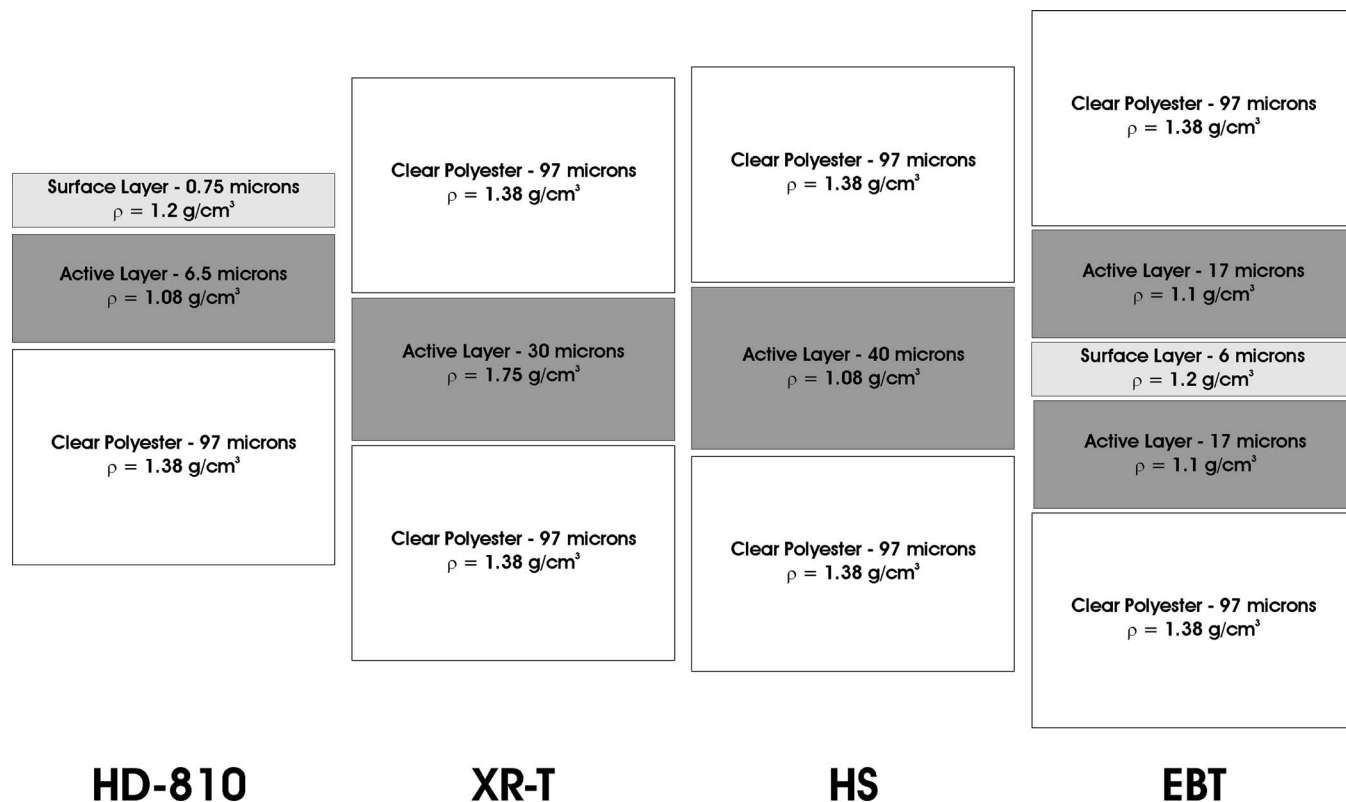 Surface Layer - 0.75 microns
ρ = 1.2 g/cm³
Active Layer - 6.5 microns
ρ = 1.08 g/cm³
Clear Polyester - 97 microns
ρ = 1.38 g/cm³
HD-810
Clear Polyester - 97 microns
ρ = 1.38 g/cm³
Active Layer - 30 microns
ρ = 1.75 g/cm³
Clear Polyester - 97 microns
ρ = 1.38 g/cm³
XR-T
Clear Polyester - 97 microns
ρ = 1.38 g/cm³
Active Layer - 40 microns
ρ = 1.08 g/cm³
Clear Polyester - 97 microns
ρ = 1.38 g/cm³
HS
Clear Polyester - 97 microns
ρ = 1.38 g/cm³
Active Layer - 17 microns
ρ = 1.1 g/cm³
Surface Layer - 6 microns
ρ = 1.2 g/cm³
Active Layer - 17 microns
ρ = 1.1 g/cm³
Clear Polyester - 97 microns
ρ = 1.38 g/cm³
EBT